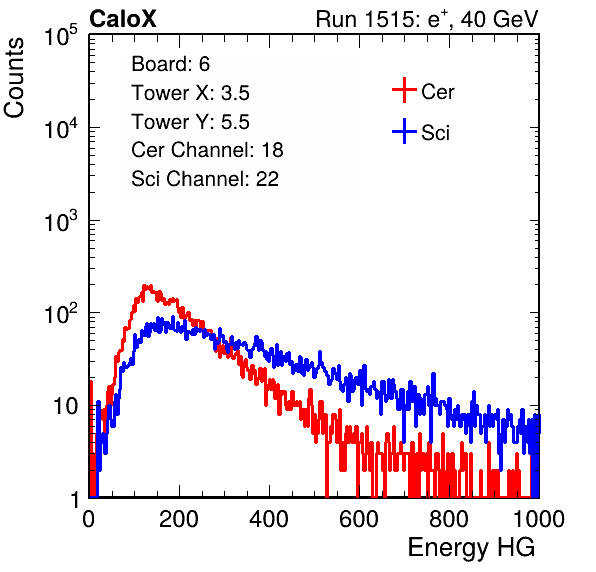 CaloX Run 1515: e⁺, 40 GeV
Board: 6
Tower X: 3.5
Tower Y: 5.5
Cer Channel: 18
Sci Channel: 22
Cer
Sci
Counts
10⁵
10⁴
10³
10²
10
1
0 200 400 600 800 1000
Energy HG